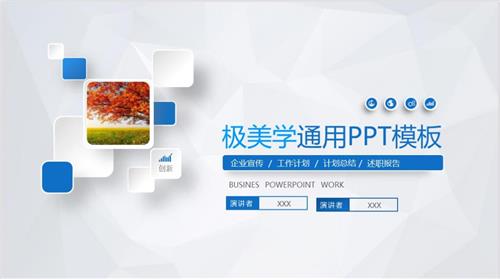 极美学通用PPT模板
企业宣传 / 工作计划 / 计划总结 / 述职报告
创新
BUSINES POWERPOINT WORK
演讲者 XXX 演讲者 XXX